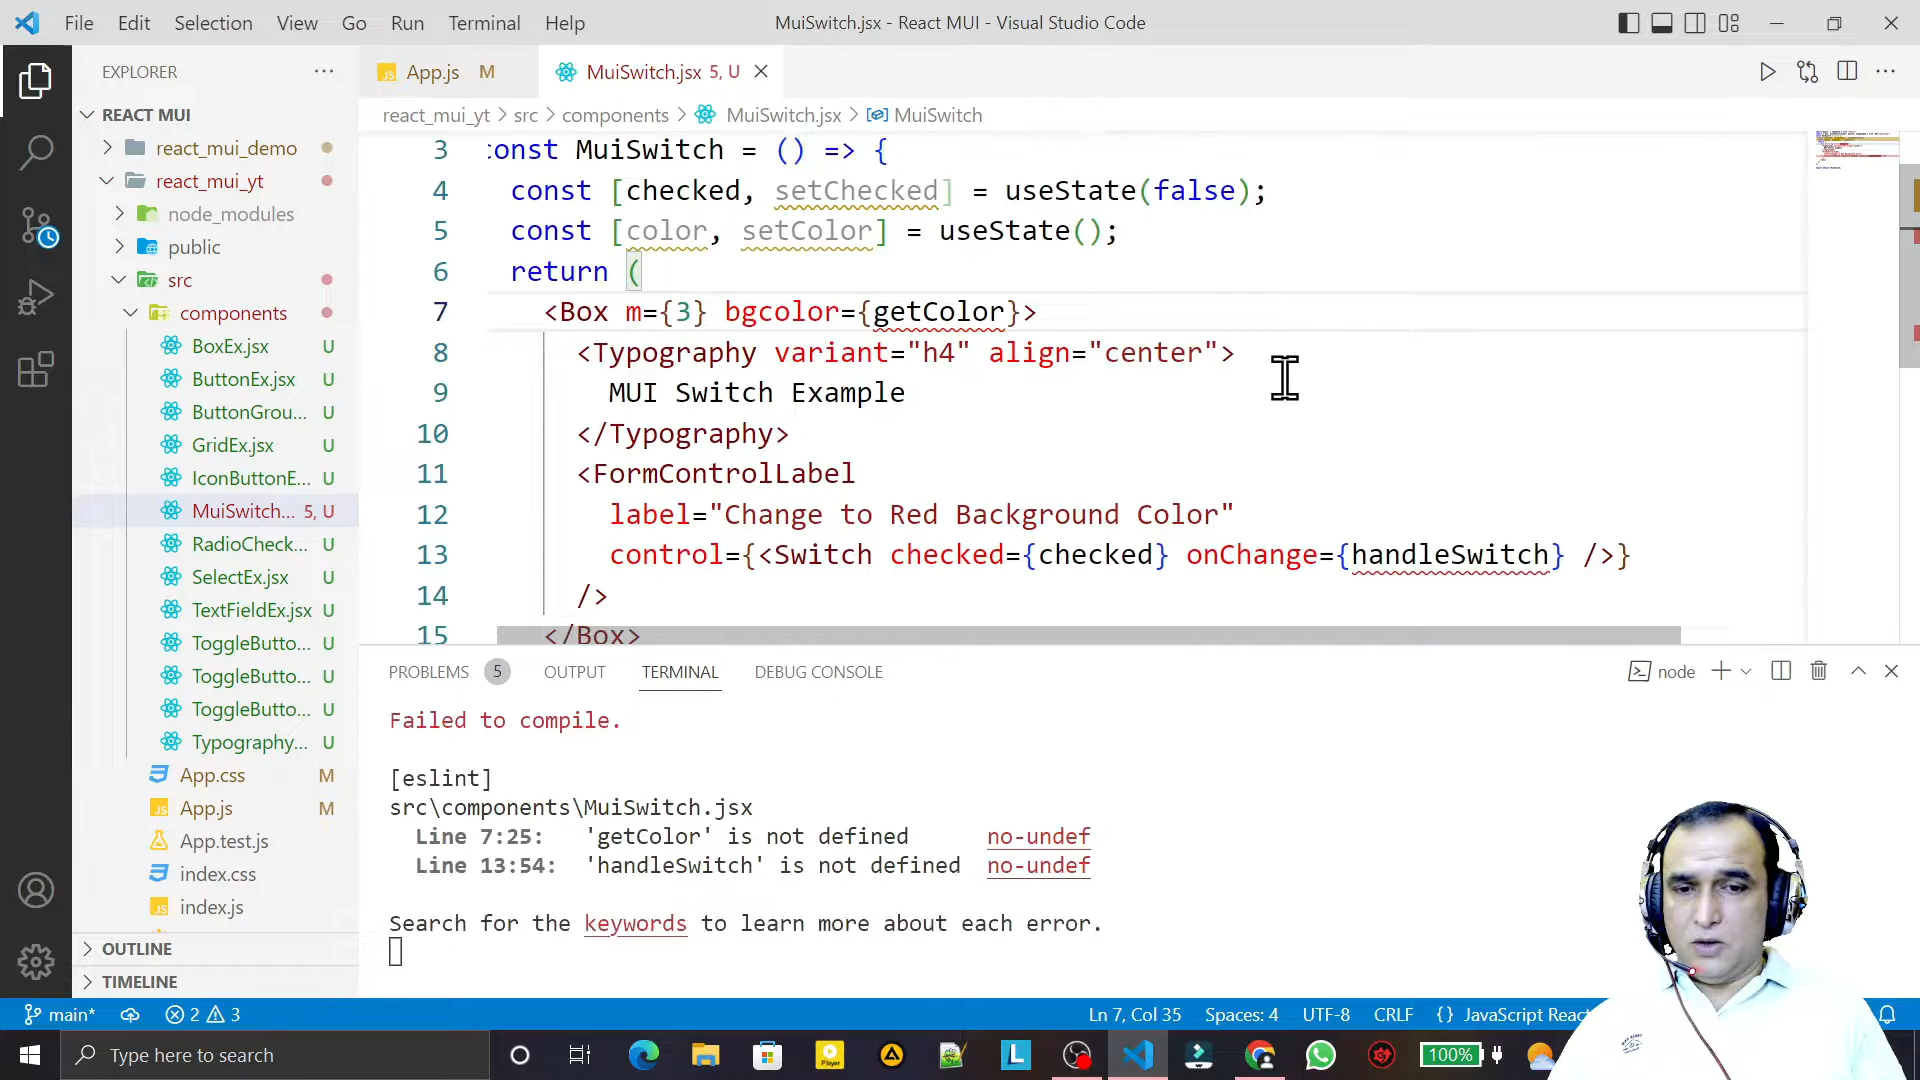 File Edit Selection View Go Run Terminal Help
MuiSwitch.jsx - React MUI - Visual Studio Code
EXPLORER
App.js M
MuiSwitch.jsx 5, U
react_mui_yt > src > components > MuiSwitch.jsx > MuiSwitch
REACT MUI
react_mui_demo
react_mui_yt
node_modules
public
src
components
BoxEx.jsx U
ButtonEx.jsx U
ButtonGrou... U
GridEx.jsx U
IconButtonE... U
MuiSwitch... 5, U
RadioCheck... U
SelectEx.jsx U
TextFieldEx.jsx U
ToggleButto... U
ToggleButto... U
ToggleButto... U
Typography... U
App.css M
App.js M
App.test.js
index.css
index.js
OUTLINE
TIMELINE
3 const MuiSwitch = () => {
4 const [checked, setChecked] = useState(false);
5 const [color, setColor] = useState();
6 return (
7 <Box m={3} bgcolor={getColor}>
8 <Typography variant="h4" align="center">
9 MUI Switch Example
10 </Typography>
11 <FormControlLabel
12 label="Change to Red Background Color"
13 control={<Switch checked={checked} onChange={handleSwitch} />}
14 />
15 </Box>
PROBLEMS 5 OUTPUT TERMINAL DEBUG CONSOLE
node
Failed to compile.
[eslint]
src\components\MuiSwitch.jsx
Line 7:25: 'getColor' is not defined no-undef
Line 13:54: 'handleSwitch' is not defined no-undef
Search for the keywords to learn more about each error.
main* 2 3
Ln 7, Col 35 Spaces: 4 UTF-8 CRLF {} JavaScript React
Type here to search
Player
L
100%